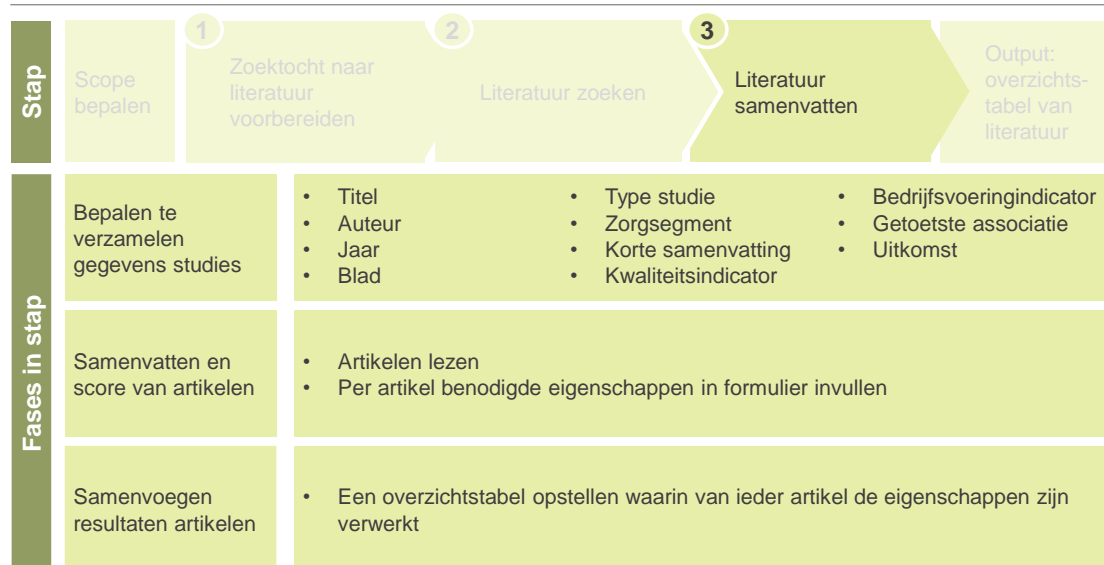 Stap
Scope
bepalen
1
Zoektocht naar
literatuur
voorbereiden
2
Literatuur zoeken
3
Literatuur
samenvatten
Output:
overzichts-
tabel van
literatuur
Fases in stap
Bepalen te
verzamelen
gegevens studies
• Titel
• Auteur
• Jaar
• Blad
• Type studie
• Zorgsegment
• Korte samenvatting
• Kwaliteitsindicator
• Bedrijfsvoeringindicator
• Getoetste associatie
• Uitkomst
Samenvatten en
score van artikelen
• Artikelen lezen
• Per artikel benodigde eigenschappen in formulier invullen
Samenvoegen
resultaten artikelen
• Een overzichtstabel opstellen waarin van ieder artikel de eigenschappen zijn
verwerkt